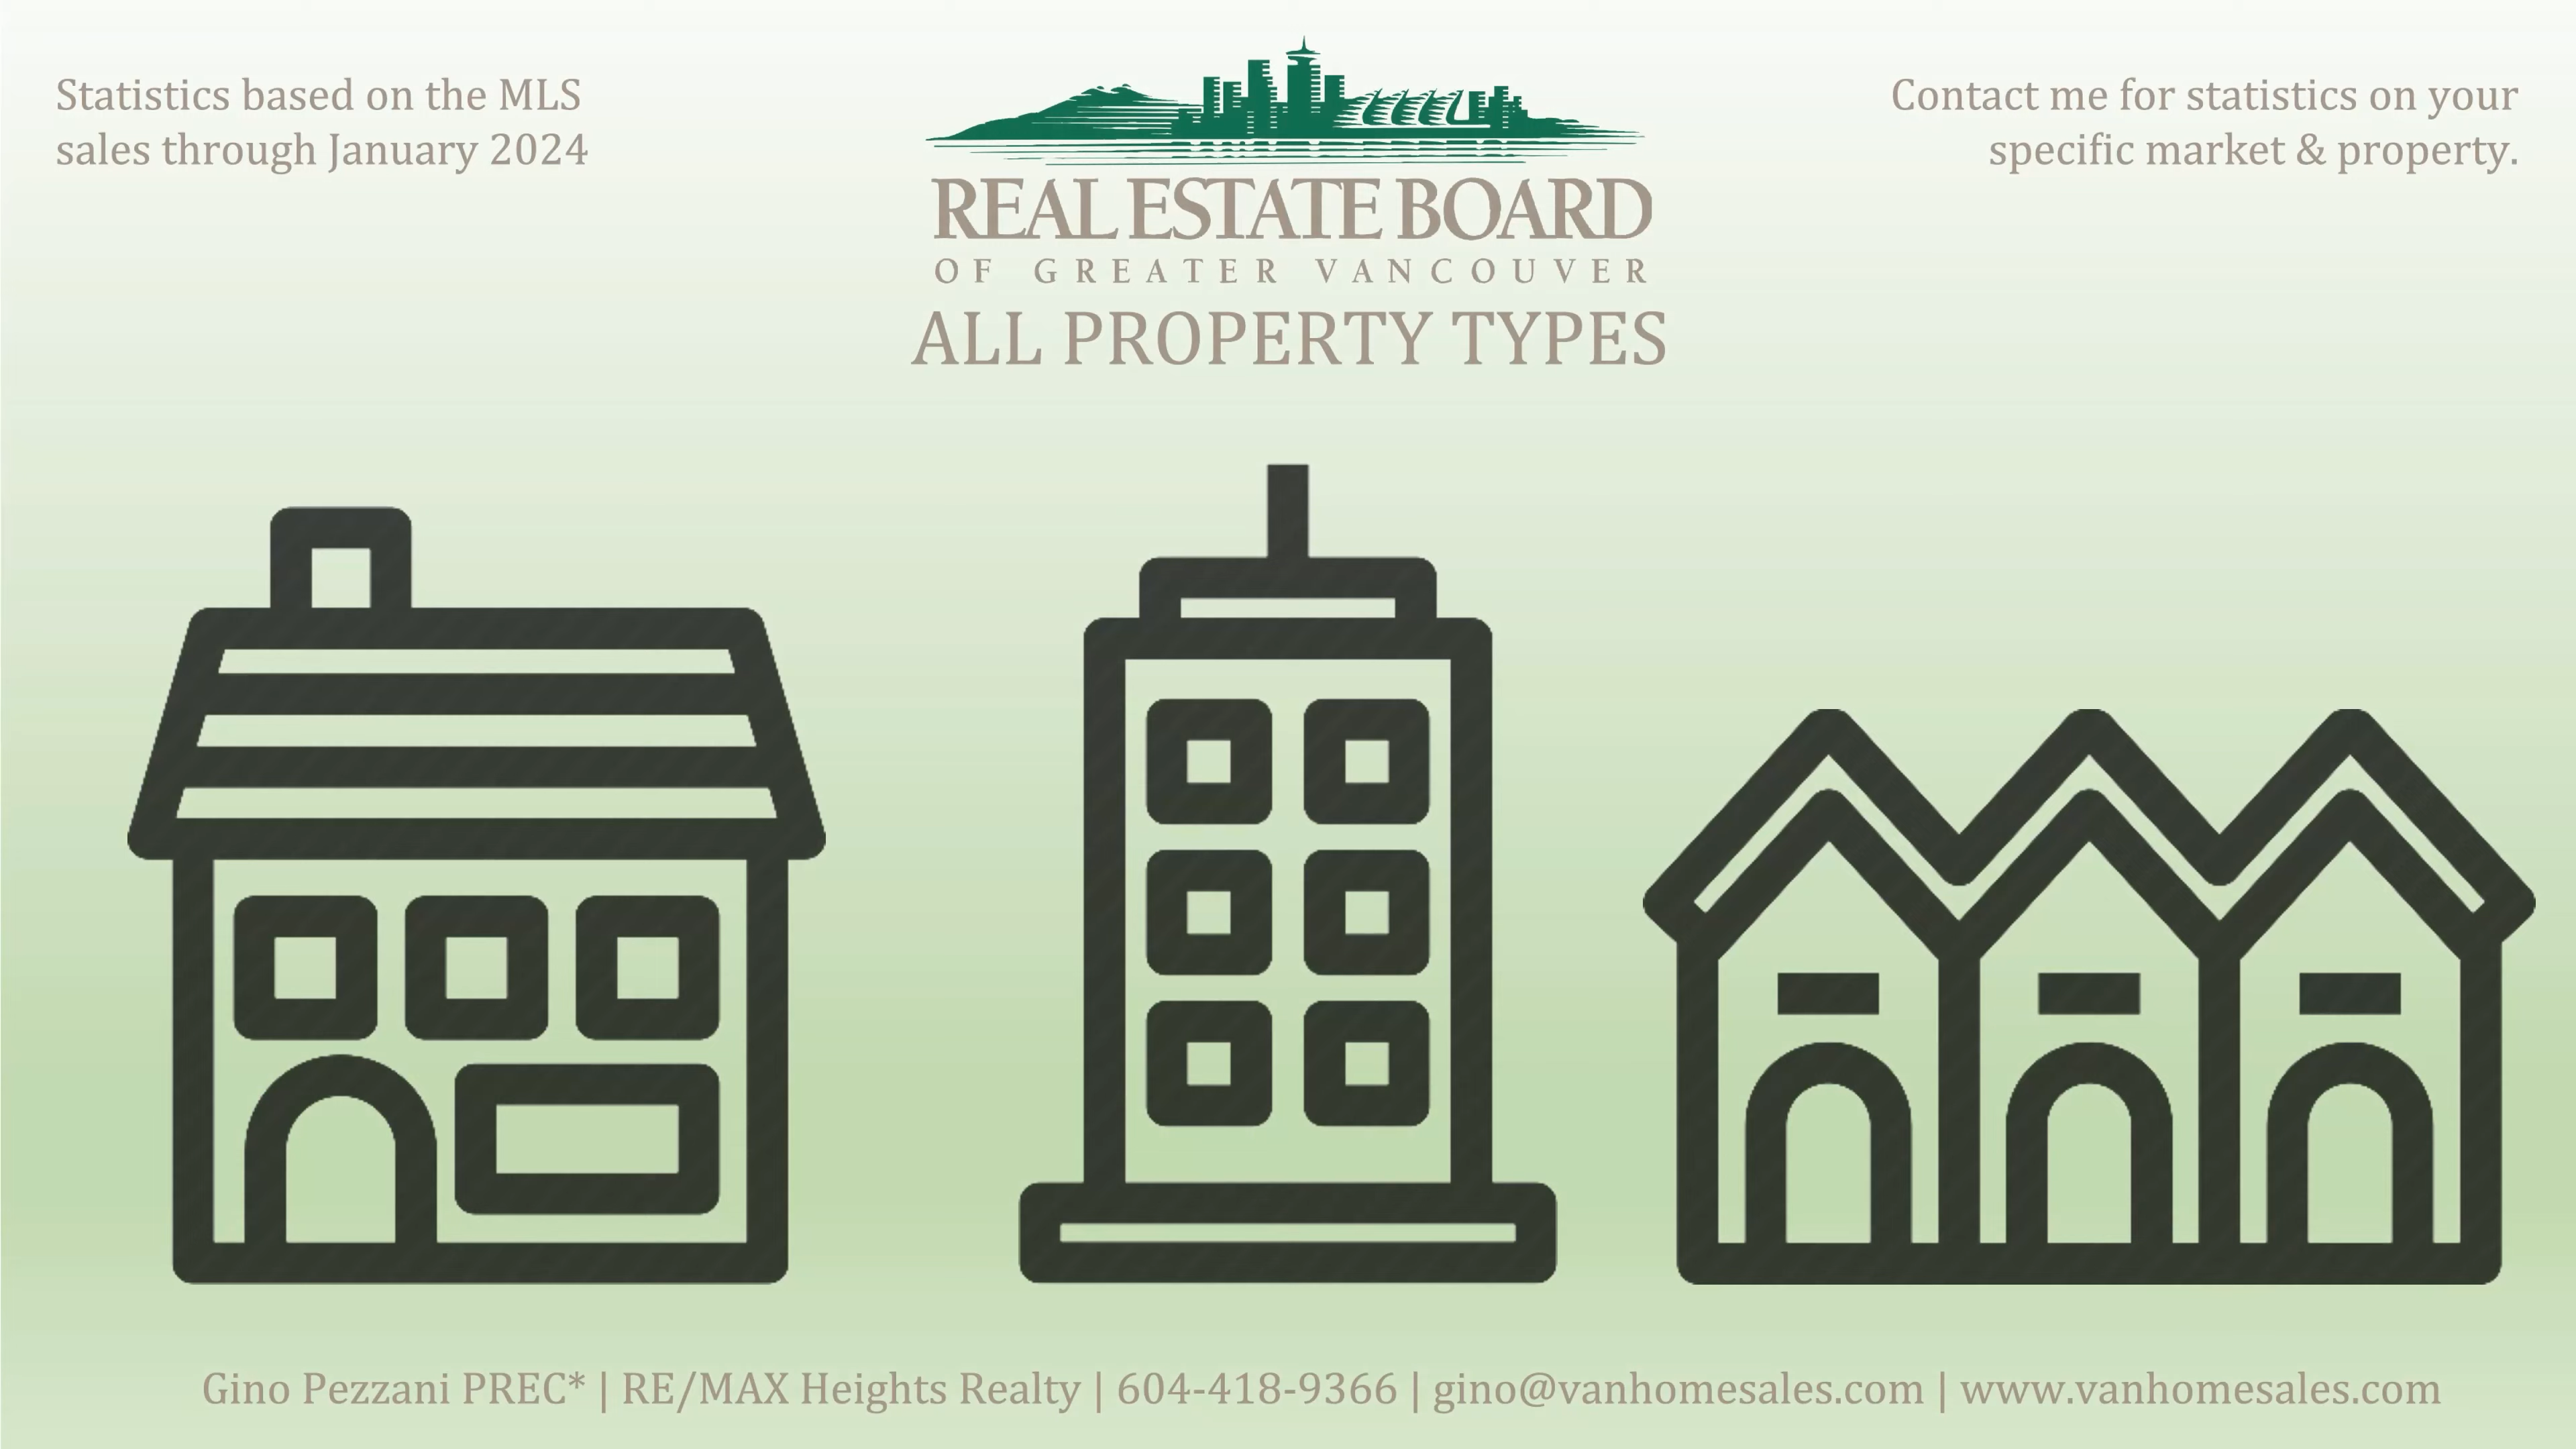 Statistics based on the MLS
sales through January 2024
REAL ESTATE BOARD
OF GREATER VANCOUVER
ALL PROPERTY TYPES
Contact me for statistics on your
specific market & property.
Gino Pezzani PREC* | RE/MAX Heights Realty | 604-418-9366 | gino@vanhomesales.com | www.vanhomesales.com